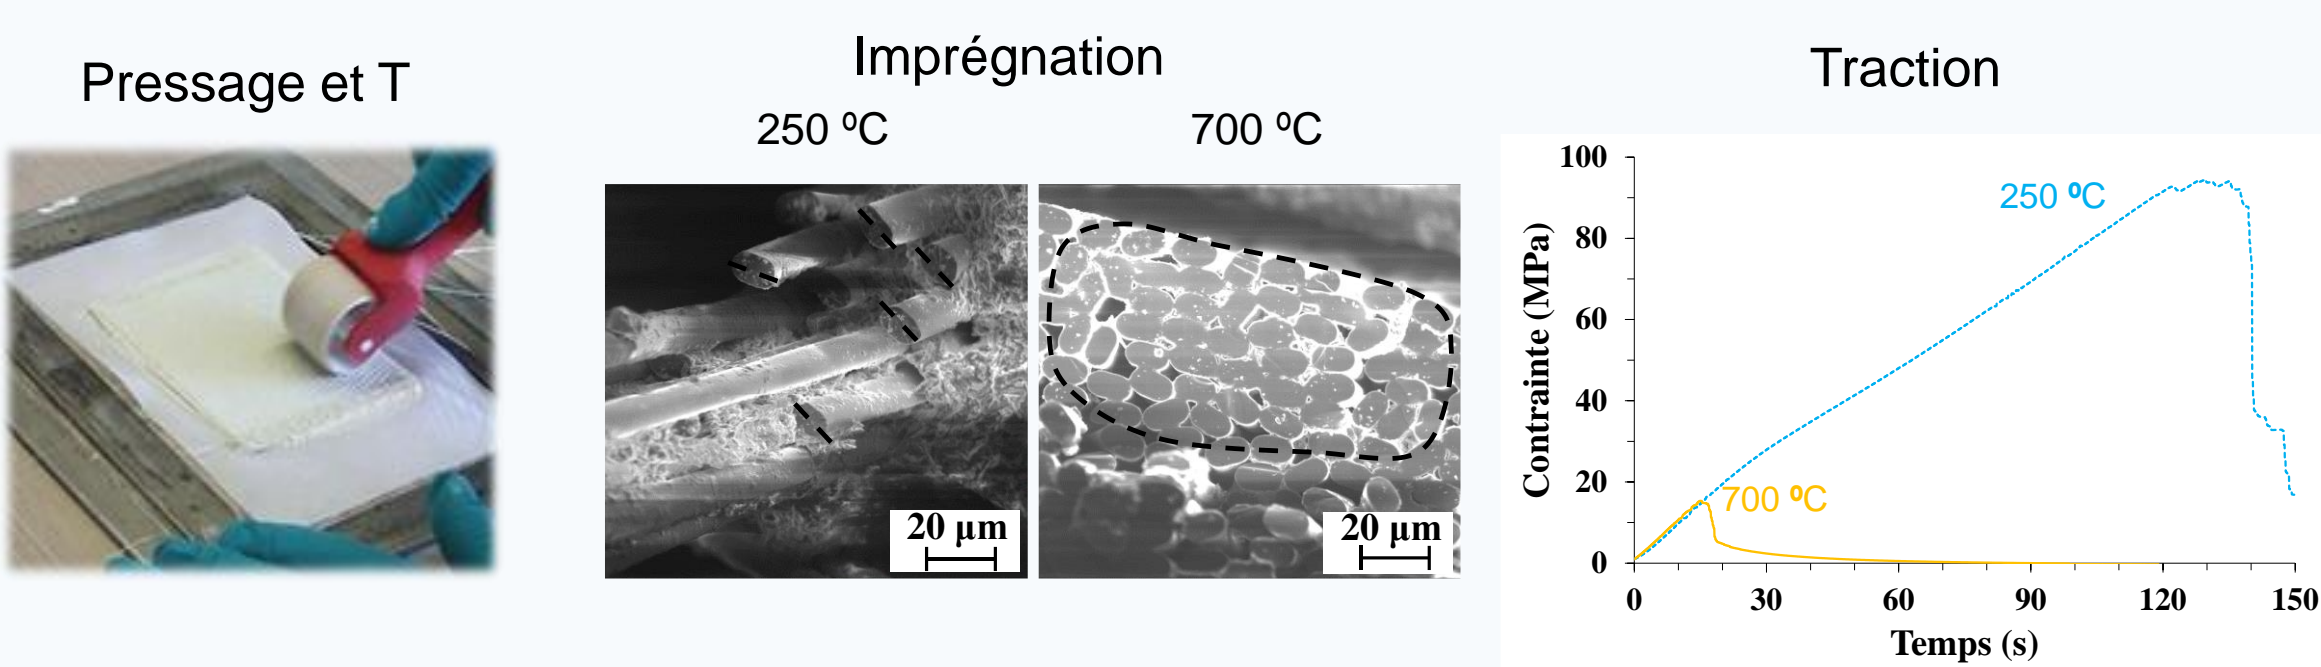 Pressage et T
Imprégnation
250 ºC
700 ºC
20 µm
20 µm
Traction
100
80
60
40
20
0
Contrainte (MPa)
250 ºC
700 ºC
0
30
60
90
120
150
Temps (s)